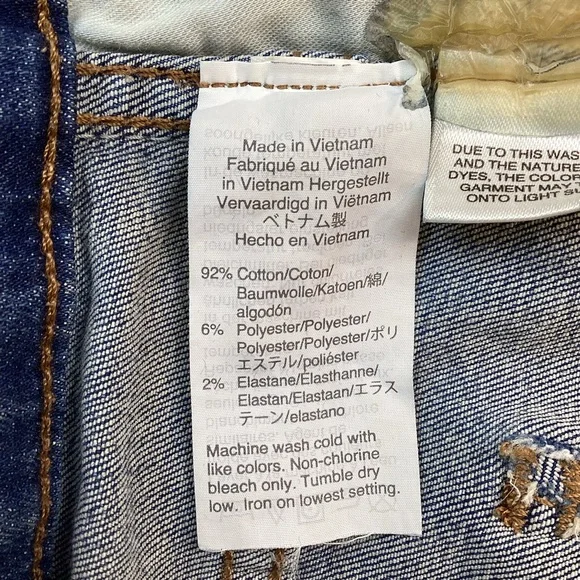 Made in Vietnam
Fabriqué au Vietnam
in Vietnam Hergestellt
Vervaardigd in Viëtnam
ベトナム製
Hecho en Vietnam
92% Cotton/Coton/
Baumwolle/Katoen/綿/
algodón
6% Polyester/Polyester/
Polyester/Polyester/ポリ
エステル/poliéster
2% Elastane/Élasthanne/
Elastan/Elastaan/エラス
テーン/elastano
Machine wash cold with
like colors. Non-chlorine
bleach only. Tumble dry
low. Iron on lowest setting.
DUE TO THIS WAS
AND THE NATURE
DYES, THE COLOR
GARMENT MAY
ONTO LIGHT